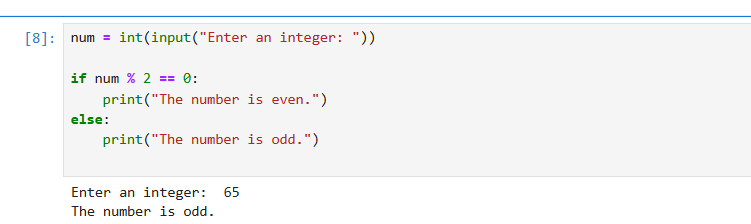 [8]: num = int(input("Enter an integer: "))
if num % 2 == 0:
    print("The number is even.")
else:
    print("The number is odd.")
Enter an integer:  65
The number is odd.